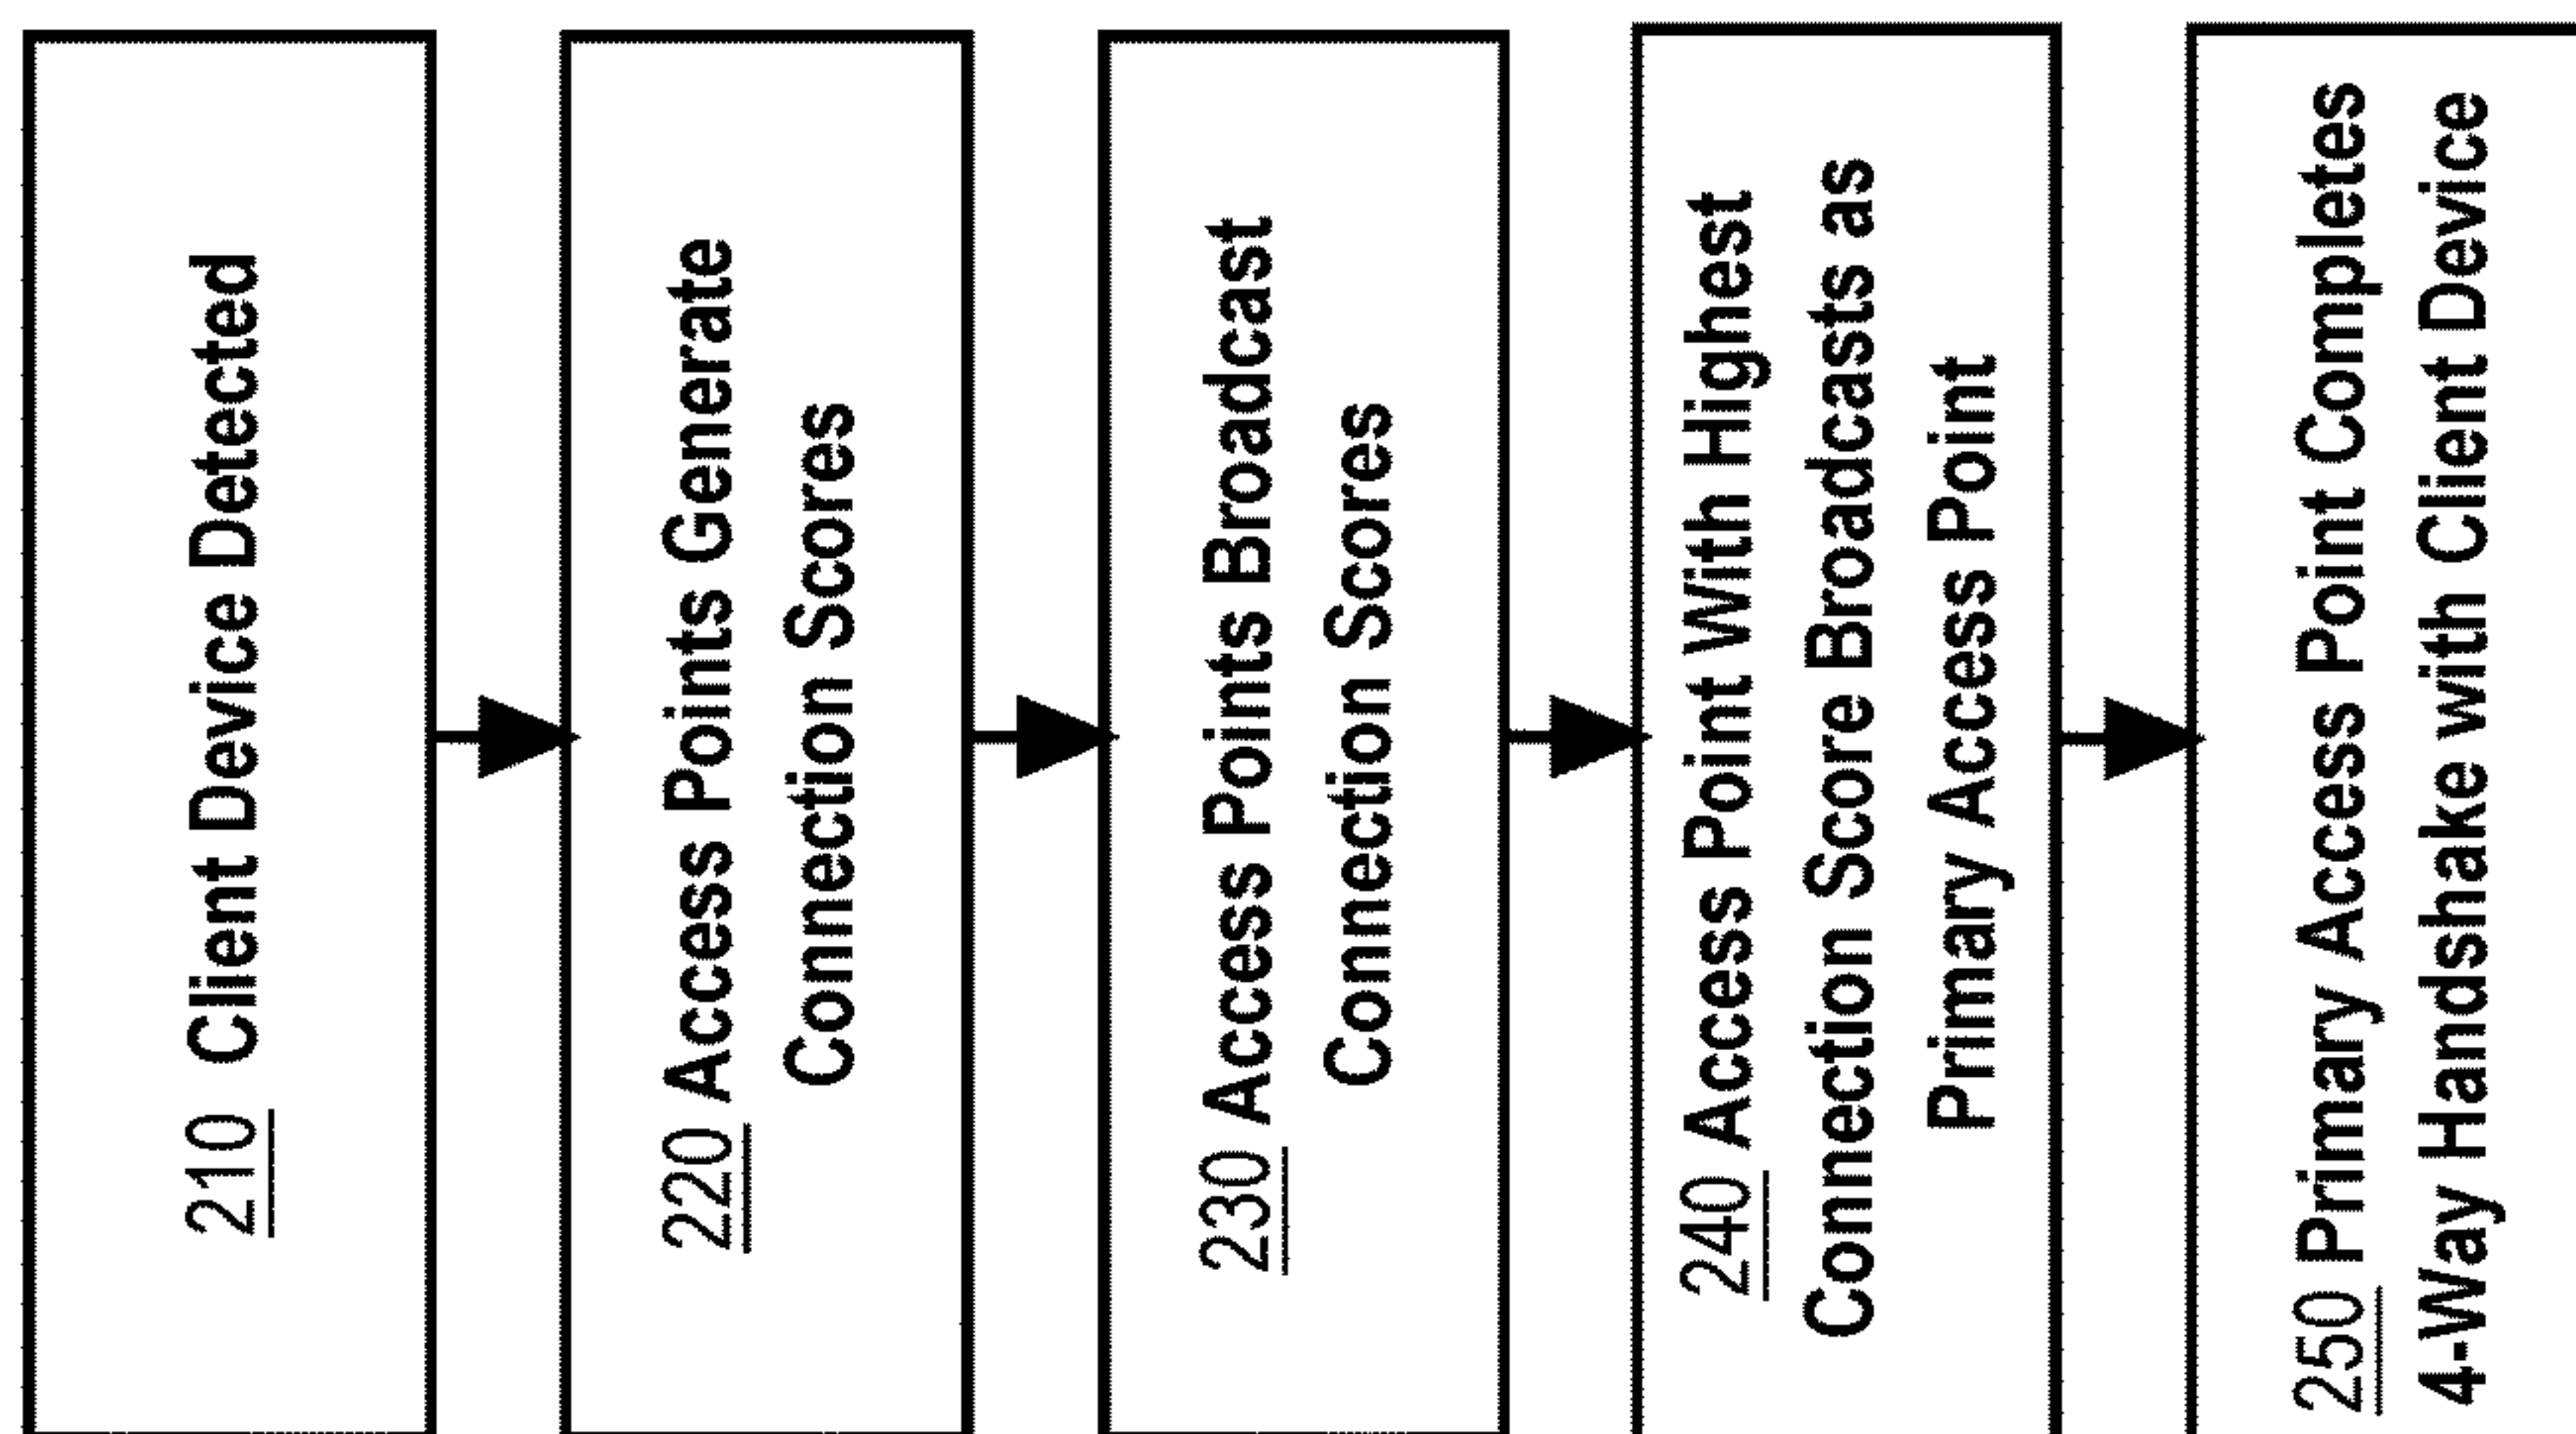 210 Client Device Detected
220 Access Points Generate
Connection Scores
230 Access Points Broadcast
Connection Scores
240 Access Point With Highest
Connection Score Broadcasts as
Primary Access Point
250 Primary Access Point Completes
4-Way Handshake with Client Device